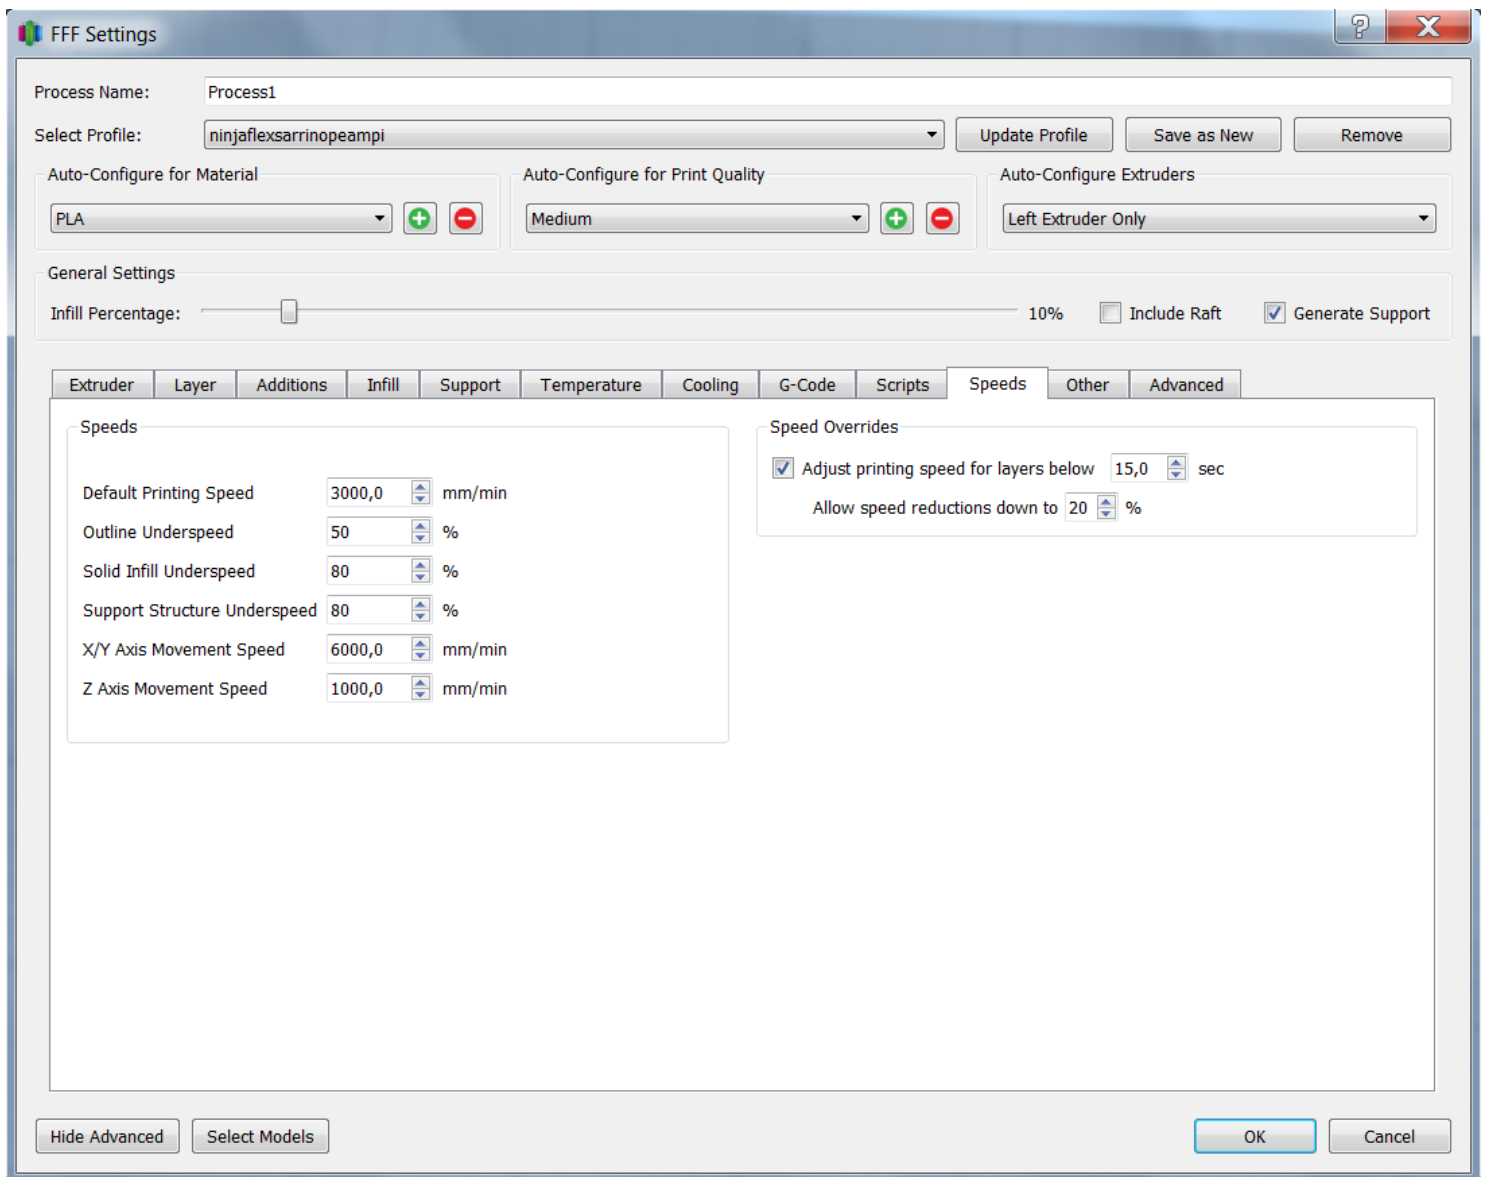 FFF Settings
Process Name: Process1
Select Profile: ninjaflexsarrinopeampi Update Profile Save as New Remove
Auto-Configure for Material Auto-Configure for Print Quality Auto-Configure Extruders
PLA Medium Left Extruder Only
General Settings
Infill Percentage: 10% Include Raft Generate Support
Extruder Layer Additions Infill Support Temperature Cooling G-Code Scripts Speeds Other Advanced
Speeds
Default Printing Speed 3000,0 mm/min
Outline Underspeed 50 %
Solid Infill Underspeed 80 %
Support Structure Underspeed 80 %
X/Y Axis Movement Speed 6000,0 mm/min
Z Axis Movement Speed 1000,0 mm/min
Speed Overrides
Adjust printing speed for layers below 15,0 sec
Allow speed reductions down to 20 %
Hide Advanced Select Models OK Cancel